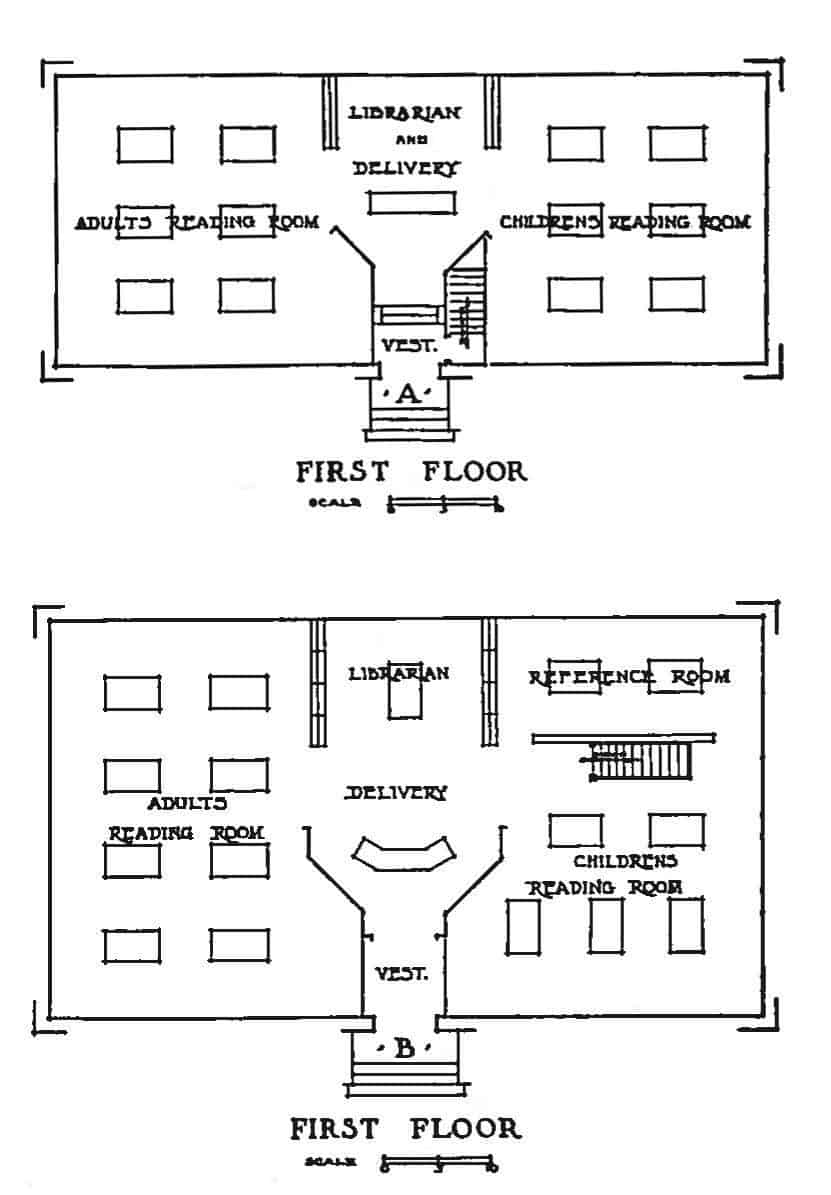 LIBRARIAN
AND
DELIVERY
ADULTS READING ROOM
CHILDRENS READING ROOM
VEST.
·A·
FIRST FLOOR
SCALE
LIBRARIAN
REFERENCE ROOM
DELIVERY
ADULTS
READING ROOM
CHILDRENS
READING ROOM
VEST.
·B·
FIRST FLOOR
SCALE